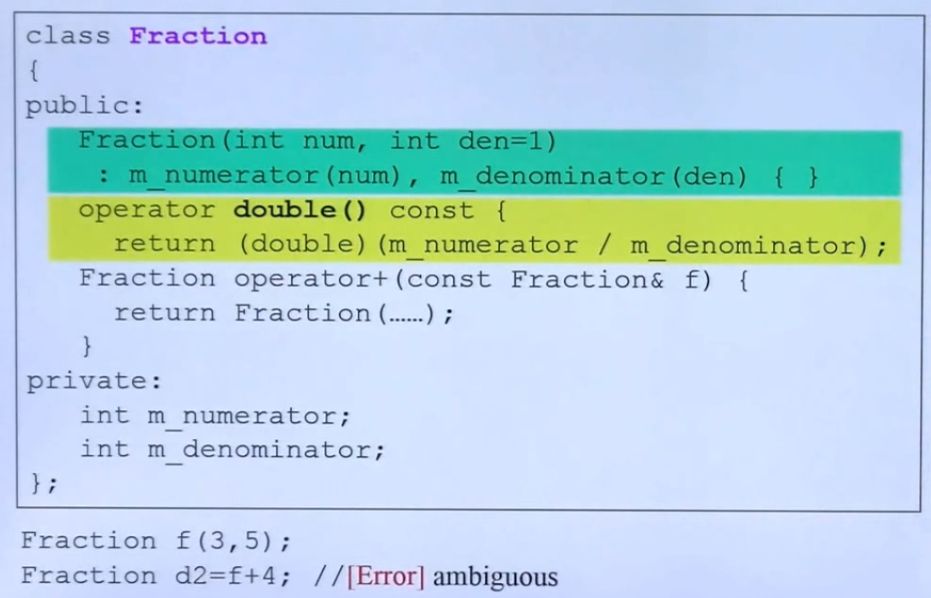 class Fraction
{
public:
    Fraction(int num, int den=1)
     : m_numerator(num), m_denominator(den) { }
    operator double() const {
      return (double)(m_numerator / m_denominator);
    Fraction operator+(const Fraction& f) {
      return Fraction(……);
    }
private:
    int m_numerator;
    int m_denominator;
};
Fraction f(3,5);
Fraction d2=f+4; //[Error] ambiguous